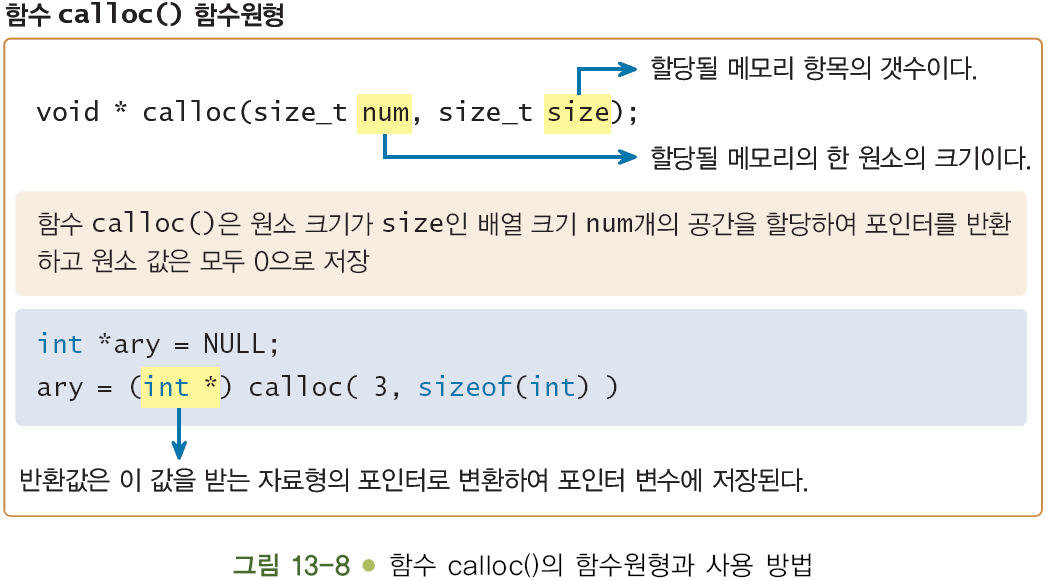 함수 calloc() 함수원형
할당될 메모리 항목의 갯수이다.
void * calloc(size_t num, size_t size);
할당될 메모리의 한 원소의 크기이다.
함수 calloc()은 원소 크기가 size인 배열 크기 num개의 공간을 할당하여 포인터를 반환
하고 원소 값은 모두 0으로 저장
int *ary = NULL;
ary = (int *) calloc( 3, sizeof(int) )
반환값은 이 값을 받는 자료형의 포인터로 변환하여 포인터 변수에 저장된다.
그림 13-8 ● 함수 calloc()의 함수원형과 사용 방법